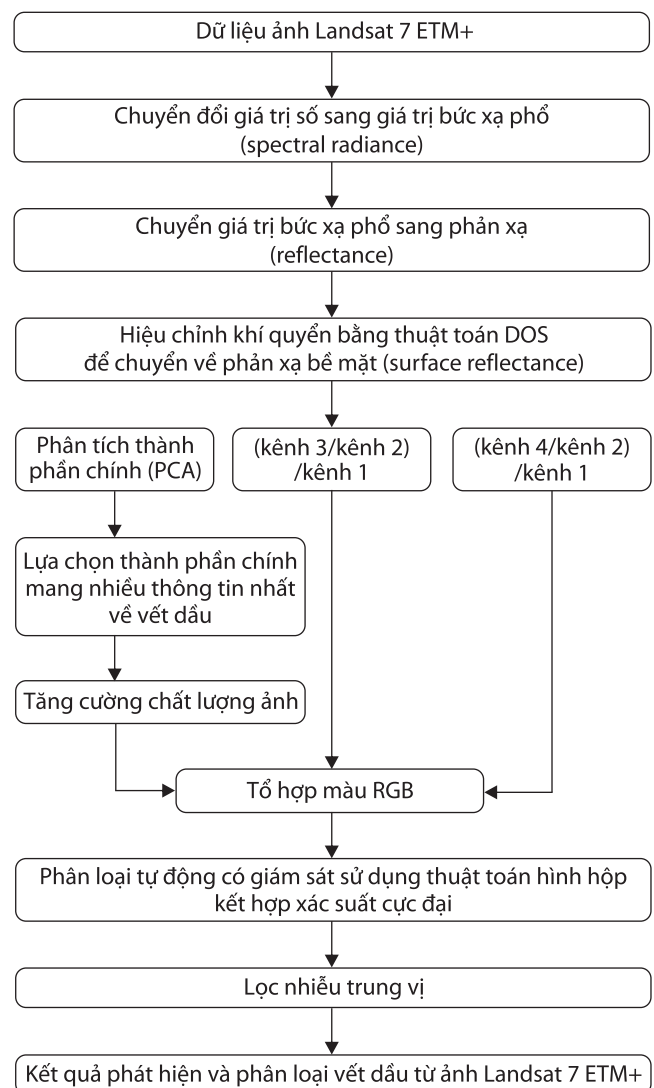 Dữ liệu ảnh Landsat 7 ETM+
Chuyển đổi giá trị số sang giá trị bức xạ phổ
(spectral radiance)
Chuyển giá trị bức xạ phổ sang phản xạ
(reflectance)
Hiệu chỉnh khí quyển bằng thuật toán DOS
để chuyển về phản xạ bề mặt (surface reflectance)
Phân tích thành
phần chính (PCA)
(kênh 3/kênh 2)
/kênh 1
(kênh 4/kênh 2)
/kênh 1
Lựa chọn thành phần chính
mang nhiều thông tin nhất
về vết dầu
Tăng cường chất lượng ảnh
Tổ hợp màu RGB
Phân loại tự động có giám sát sử dụng thuật toán hình hộp
kết hợp xác suất cực đại
Lọc nhiễu trung vị
Kết quả phát hiện và phân loại vết dầu từ ảnh Landsat 7 ETM+